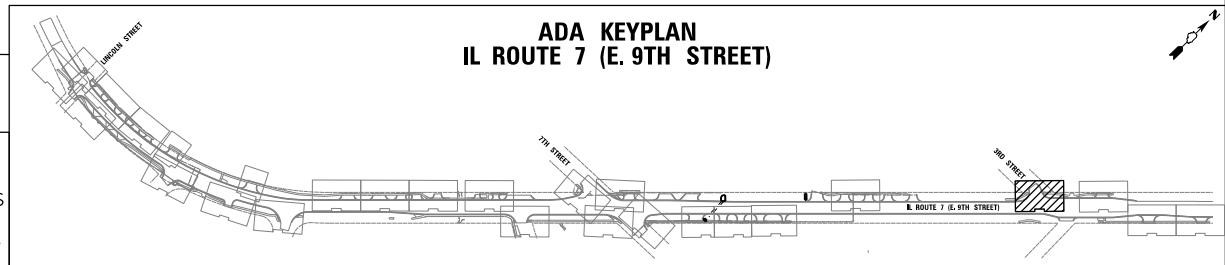 ADA KEYPLAN
IL ROUTE 7 (E. 9TH STREET)
N
LINCOLN STREET
7TH STREET
3RD STREET
IL ROUTE 7 (E. 9TH STREET)